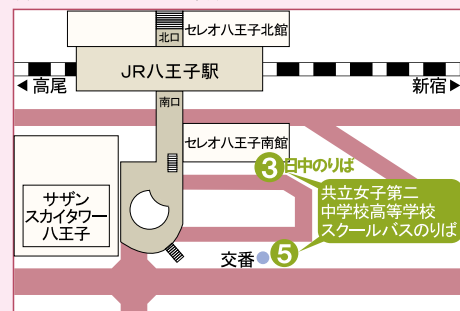 北口
セレオ八王子北館
JR八王子駅
◀高尾
新宿▶
南口
セレオ八王子南館
3日中のりば
共立女子第二
中学校高等学校
スクールバスのりば
サザン
スカイタワー
八王子
交番
5